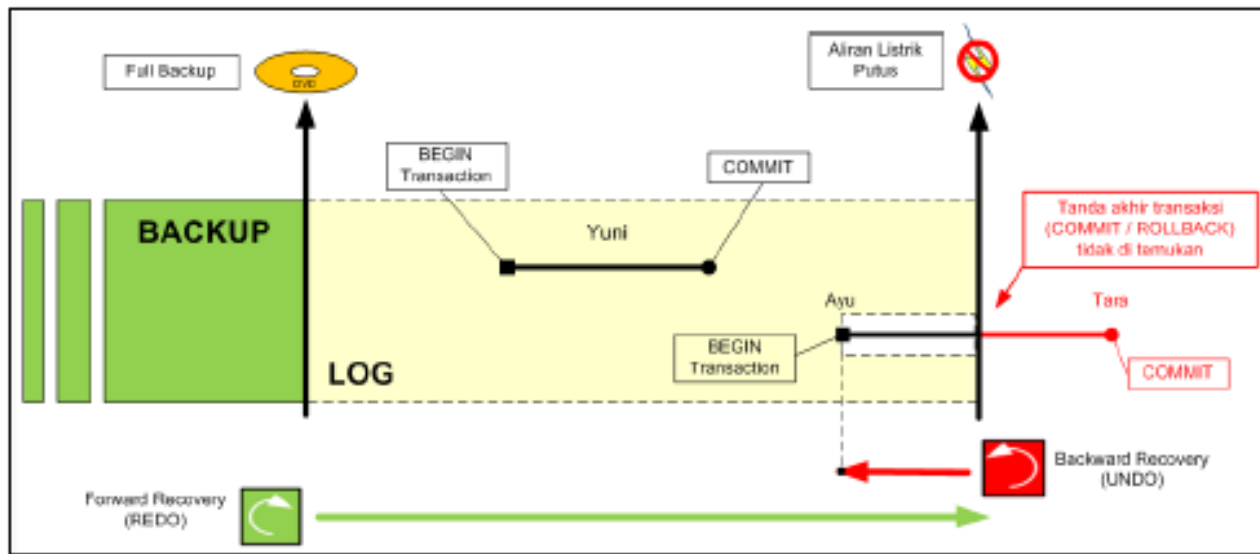 Full Backup
DVD
Aliran Listrik
Putus
BEGIN
Transaction
COMMIT
BACKUP
Yuni
Tanda akhir transaksi
(COMMIT / ROLLBACK)
tidak di temukan
Ayu
Tara
BEGIN
Transaction
LOG
COMMIT
Backward Recovery
(UNDO)
Forward Recovery
(REDO)